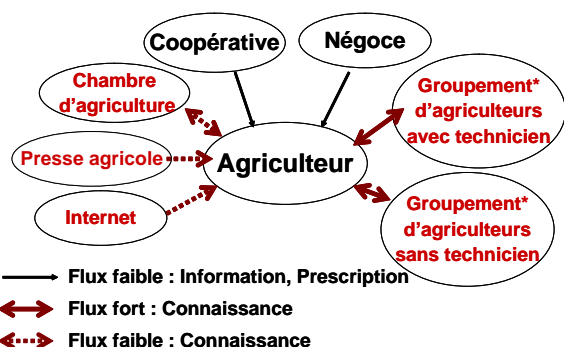 Coopérative
Négoce
Chambre
d'agriculture
Groupement*
d'agriculteurs
avec technicien
Presse agricole
Agriculteur
Internet
Groupement*
d'agriculteurs
sans technicien
Flux faible : Information, Prescription
Flux fort : Connaissance
Flux faible : Connaissance